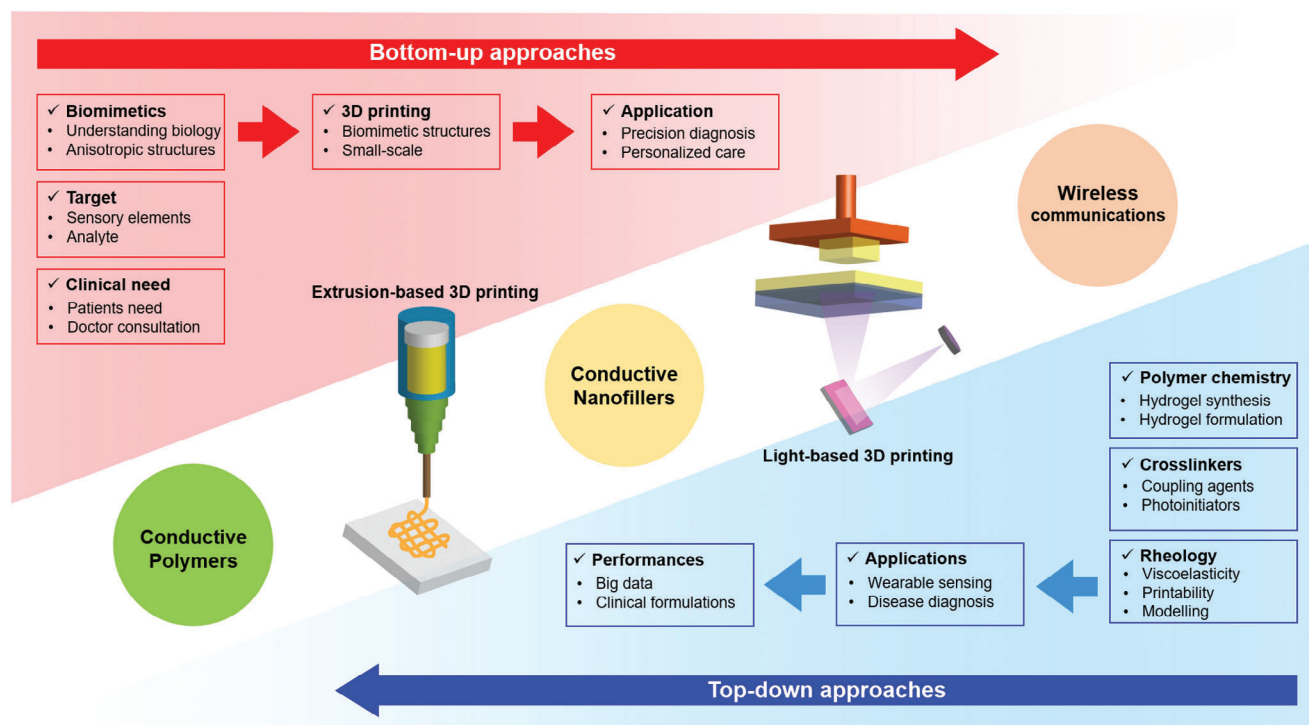 Bottom-up approaches
✓ Biomimetics
• Understanding biology
• Anisotropic structures
✓ 3D printing
• Biomimetic structures
• Small-scale
✓ Application
• Precision diagnosis
• Personalized care
✓ Target
• Sensory elements
• Analyte
✓ Clinical need
• Patients need
• Doctor consultation
Wireless
communications
Extrusion-based 3D printing
Conductive
Nanofillers
Light-based 3D printing
Conductive
Polymers
✓ Polymer chemistry
• Hydrogel synthesis
• Hydrogel formulation
✓ Crosslinkers
• Coupling agents
• Photoinitiators
✓ Rheology
• Viscoelasticity
• Printability
• Modelling
✓ Applications
• Wearable sensing
• Disease diagnosis
✓ Performances
• Big data
• Clinical formulations
Top-down approaches